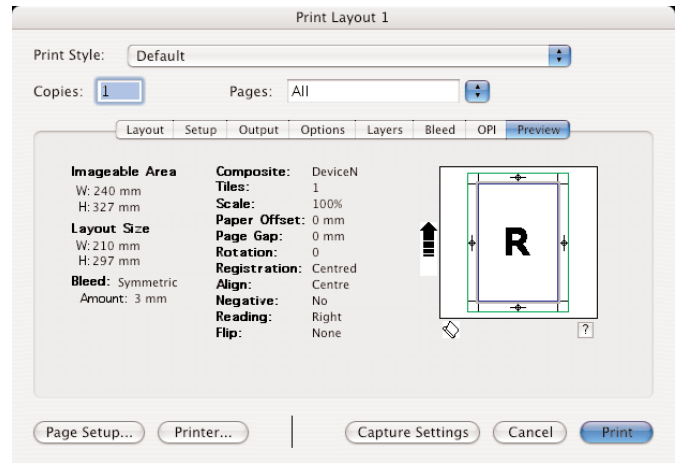 Print Layout 1
Print Style: Default
Copies: 1 Pages: All
Layout Setup Output Options Layers Bleed OPI Preview
Imageable Area
W: 240 mm
H: 327 mm
Layout Size
W: 210 mm
H: 297 mm
Bleed: Symmetric
Amount: 3 mm
Composite: DeviceN
Tiles: 1
Scale: 100%
Paper Offset: 0 mm
Page Gap: 0 mm
Rotation: 0
Registration: Centred
Align: Centre
Negative: No
Reading: Right
Flip: None
R
?
Page Setup... Printer... Capture Settings Cancel Print